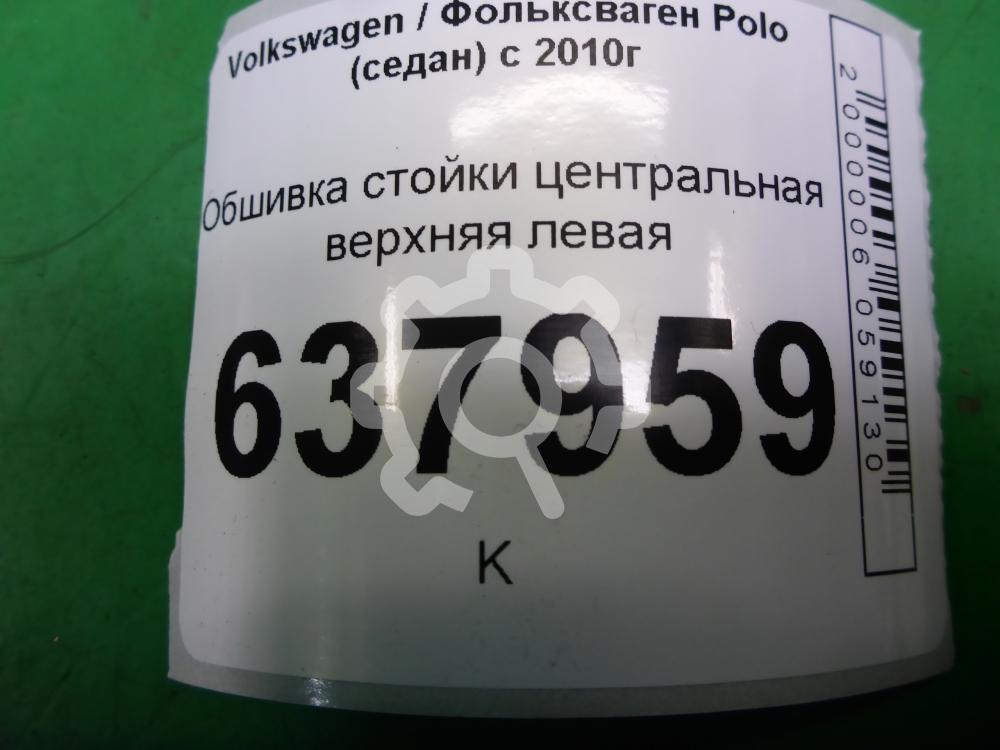 Volkswagen / Фольксваген Polo
(седан) с 2010г
Обшивка стойки центральная
верхняя левая
637959
К
2000006059130